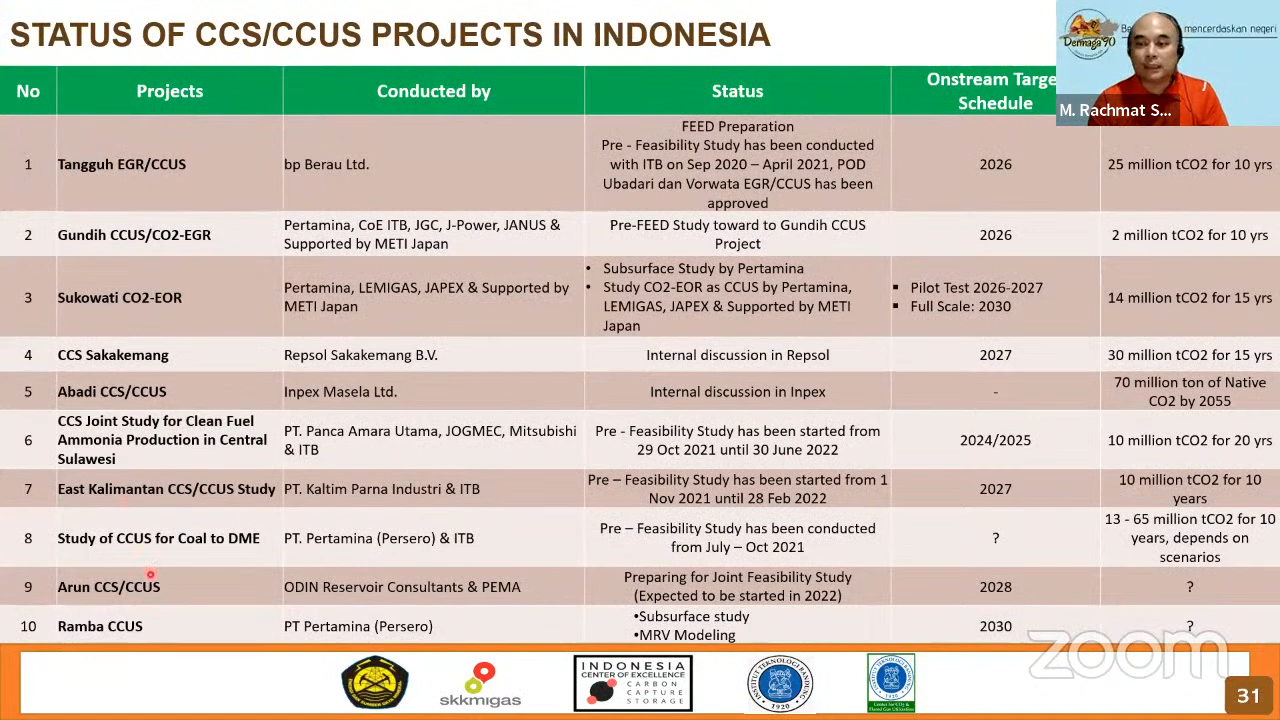 STATUS OF CCS/CCUS PROJECTS IN INDONESIA
Be
mencerdaskan negeri
Dermaga 70
M. Rachmat S...
No
Projects
Conducted by
Status
Onstream Targe
Schedule
1
Tangguh EGR/CCUS
bp Berau Ltd.
FEED Preparation
Pre - Feasibility Study has been conducted
with ITB on Sep 2020 – April 2021, POD
Ubadari dan Vorwata EGR/CCUS has been
approved
2026
25 million tCO2 for 10 yrs
2
Gundih CCUS/CO2-EGR
Pertamina, CoE ITB, JGC, J-Power, JANUS &
Supported by METI Japan
Pre-FEED Study toward to Gundih CCUS
Project
2026
2 million tCO2 for 10 yrs
3
Sukowati CO2-EOR
Pertamina, LEMIGAS, JAPEX & Supported by
METI Japan
• Subsurface Study by Pertamina
• Study CO2-EOR as CCUS by Pertamina,
LEMIGAS, JAPEX & Supported by METI
Japan
▪ Pilot Test 2026-2027
▪ Full Scale: 2030
14 million tCO2 for 15 yrs
4
CCS Sakakemang
Repsol Sakakemang B.V.
Internal discussion in Repsol
2027
30 million tCO2 for 15 yrs
5
Abadi CCS/CCUS
Inpex Masela Ltd.
Internal discussion in Inpex
-
70 million ton of Native
CO2 by 2055
6
CCS Joint Study for Clean Fuel
Ammonia Production in Central
Sulawesi
PT. Panca Amara Utama, JOGMEC, Mitsubishi
& ITB
Pre - Feasibility Study has been started from
29 Oct 2021 until 30 June 2022
2024/2025
10 million tCO2 for 20 yrs
7
East Kalimantan CCS/CCUS Study
PT. Kaltim Parna Industri & ITB
Pre – Feasibility Study has been started from 1
Nov 2021 until 28 Feb 2022
2027
10 million tCO2 for 10
years
8
Study of CCUS for Coal to DME
PT. Pertamina (Persero) & ITB
Pre – Feasibility Study has been conducted
from July – Oct 2021
?
13 - 65 million tCO2 for 10
years, depends on
scenarios
9
Arun CCS/CCUS
ODIN Reservoir Consultants & PEMA
Preparing for Joint Feasibility Study
(Expected to be started in 2022)
2028
?
10
Ramba CCUS
PT Pertamina (Persero)
•Subsurface study
•MRV Modeling
2030
?
zoom
skkmigas
INDONESIA
CENTER OF EXCELLENCE
CARBON
CAPTURE
STORAGE
INSTITUT TEKNOLOGI BANDUNG
1920
31